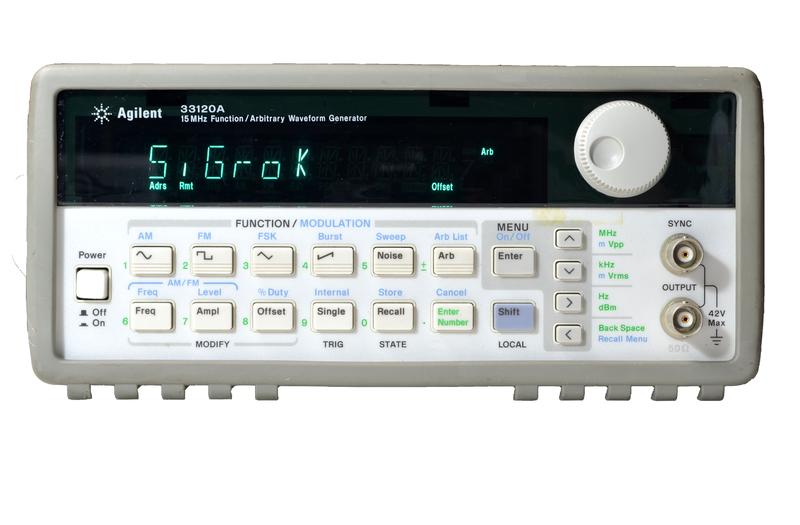 Agilent 33120A
15 MHz Function / Arbitrary Waveform Generator
SiGroK
Arb
Adrs Rmt Offset
FUNCTION / MODULATION
AM FM FSK Burst Sweep Arb List
MENU
On/Off
1 2 3 4 Noise 5 Arb ± Enter
Power
Off
On
AM/FM
Freq Level % Duty Internal Store Cancel
6 Freq 7 Ampl 8 Offset 9 Single 0 Recall . Enter Number Shift
MODIFY TRIG STATE LOCAL
MHz
m Vpp
kHz
m Vrms
Hz
dBm
Back Space
Recall Menu
SYNC
OUTPUT
42V
Max
50Ω